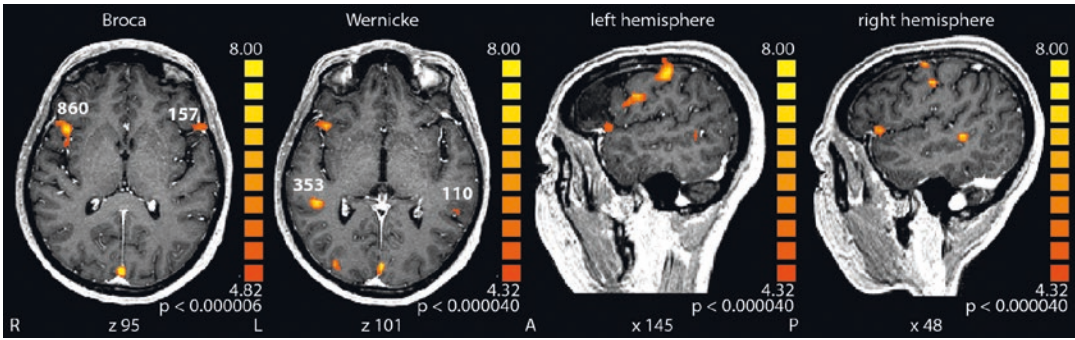 Broca
8.00
860
157
4.82
p < 0.000006
R
z 95
L
Wernicke
8.00
353
110
4.32
p < 0.000040
z 101
left hemisphere
8.00
4.32
p < 0.000040
A
x 145
P
right hemisphere
8.00
4.32
p < 0.000040
x 48